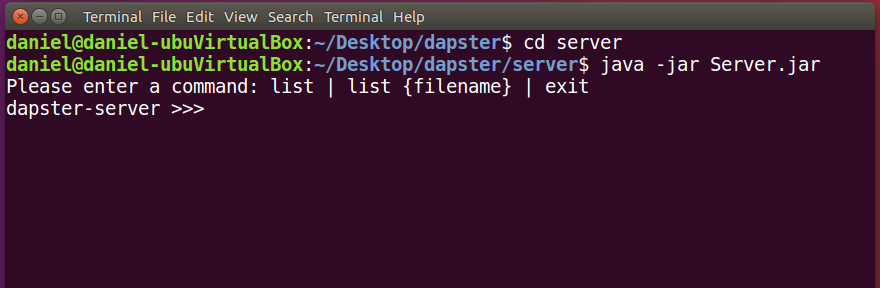 Terminal File Edit View Search Terminal Help
daniel@daniel-ubuVirtualBox:~/Desktop/dapster$ cd server
daniel@daniel-ubuVirtualBox:~/Desktop/dapster/server$ java -jar Server.jar
Please enter a command: list | list {filename} | exit
dapster-server >>>